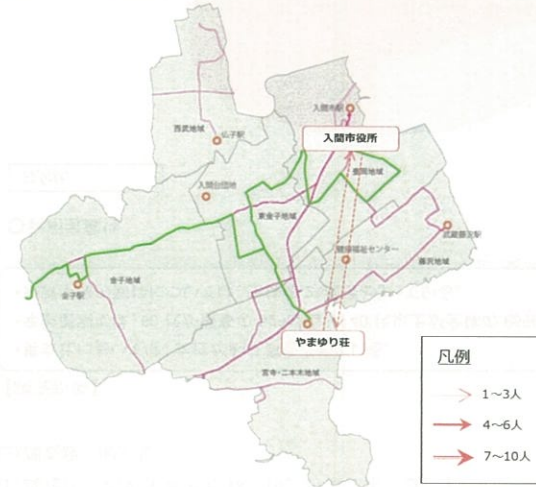 入間市駅
入間市役所
西武地域
仏子駅
豊岡地域
入間台団地
東金子地域
武蔵藤沢駅
健康福祉センター
藤沢地域
金子地域
金子駅
やまゆり荘
宮寺・二本木地域
凡例
1～3人
4～6人
7～10人